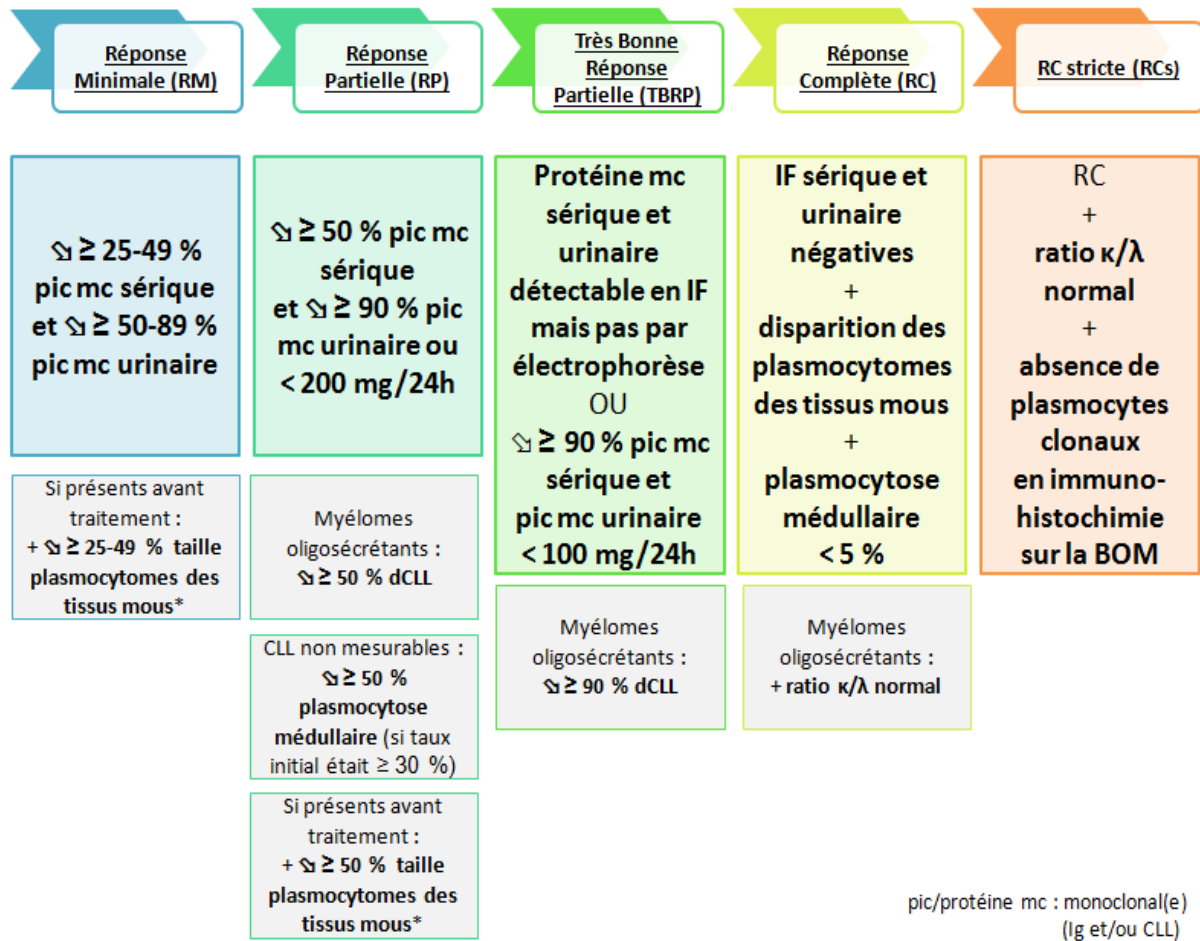 Réponse
Minimale (RM)
Réponse
Partielle (RP)
Très Bonne
Réponse
Partielle (TBRP)
Réponse
Complète (RC)
RC stricte (RCs)
⬂ ≥ 25-49 %
pic mc sérique
et ⬂ ≥ 50-89 %
pic mc urinaire
Si présents avant
traitement :
+ ⬂ ≥ 25-49 % taille
plasmocytomes des
tissus mous*
⬂ ≥ 50 % pic mc
sérique
et ⬂ ≥ 90 % pic
mc urinaire ou
< 200 mg/24h
Myélomes
oligosécrétants :
⬂ ≥ 50 % dCLL
CLL non mesurables :
⬂ ≥ 50 %
plasmocytose
médullaire (si taux
initial était ≥ 30 %)
Si présents avant
traitement :
+ ⬂ ≥ 50 % taille
plasmocytomes des
tissus mous*
Protéine mc
sérique et
urinaire
détectable en IF
mais pas par
électrophorèse
OU
⬂ ≥ 90 % pic mc
sérique et
pic mc urinaire
< 100 mg/24h
Myélomes
oligosécrétants :
⬂ ≥ 90 % dCLL
IF sérique et
urinaire
négatives
+
disparition des
plasmocytomes
des tissus mous
+
plasmocytose
médullaire
< 5 %
Myélomes
oligosécrétants :
+ ratio κ/λ normal
RC
+
ratio κ/λ
normal
+
absence de
plasmocytes
clonaux
en immuno-
histochimie
sur la BOM
pic/protéine mc : monoclonal(e)
(Ig et/ou CLL)